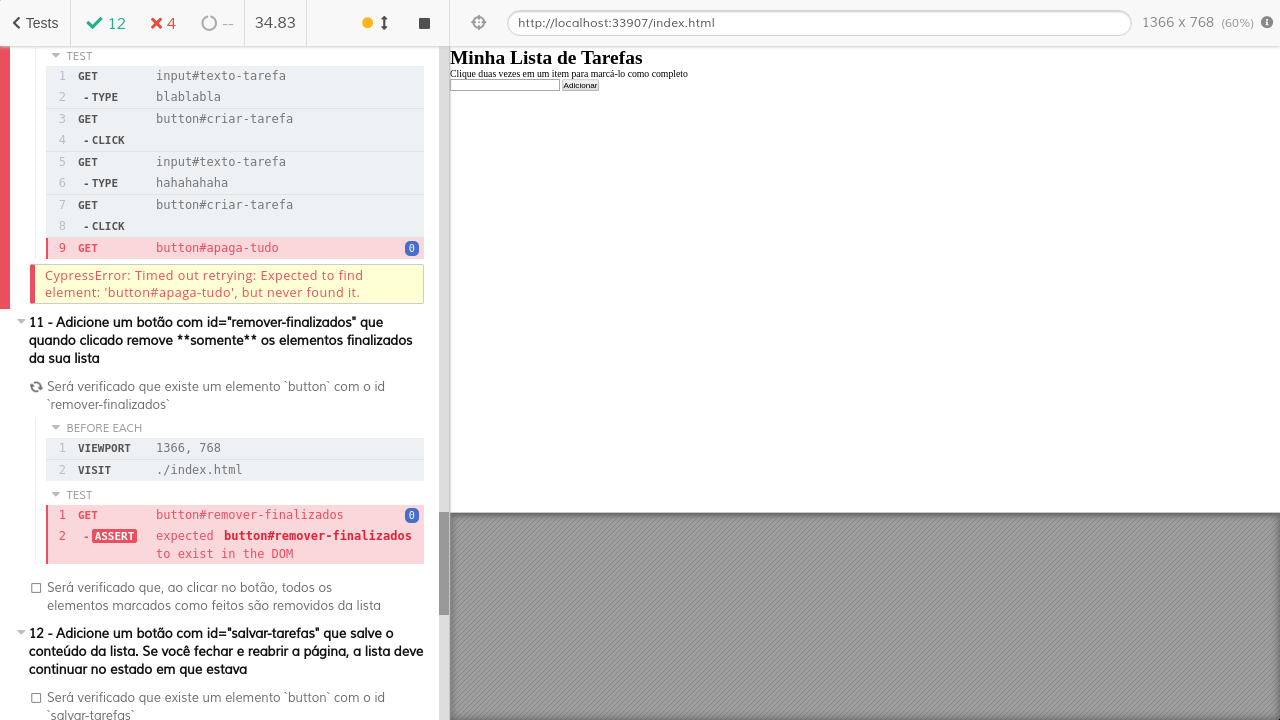 Tests 12 4 -- 34.83 http://localhost:33907/index.html 1366 x 768 (60%)
TEST
1 GET input#texto-tarefa
2 - TYPE blablabla
3 GET button#criar-tarefa
4 - CLICK
5 GET input#texto-tarefa
6 - TYPE hahahahaha
7 GET button#criar-tarefa
8 - CLICK
9 GET button#apaga-tudo 0
CypressError: Timed out retrying: Expected to find
element: 'button#apaga-tudo', but never found it.
11 - Adicione um botão com id="remover-finalizados" que
quando clicado remove **somente** os elementos finalizados
da sua lista
Será verificado que existe um elemento `button` com o id
`remover-finalizados`
BEFORE EACH
1 VIEWPORT 1366, 768
2 VISIT ./index.html
TEST
1 GET button#remover-finalizados 0
2 - ASSERT expected button#remover-finalizados
to exist in the DOM
Será verificado que, ao clicar no botão, todos os
elementos marcados como feitos são removidos da lista
12 - Adicione um botão com id="salvar-tarefas" que salve o
conteúdo da lista. Se você fechar e reabrir a página, a lista deve
continuar no estado em que estava
Será verificado que existe um elemento `button` com o id
`salvar-tarefas`
Minha Lista de Tarefas
Clique duas vezes em um item para marcá-lo como completo
Adicionar